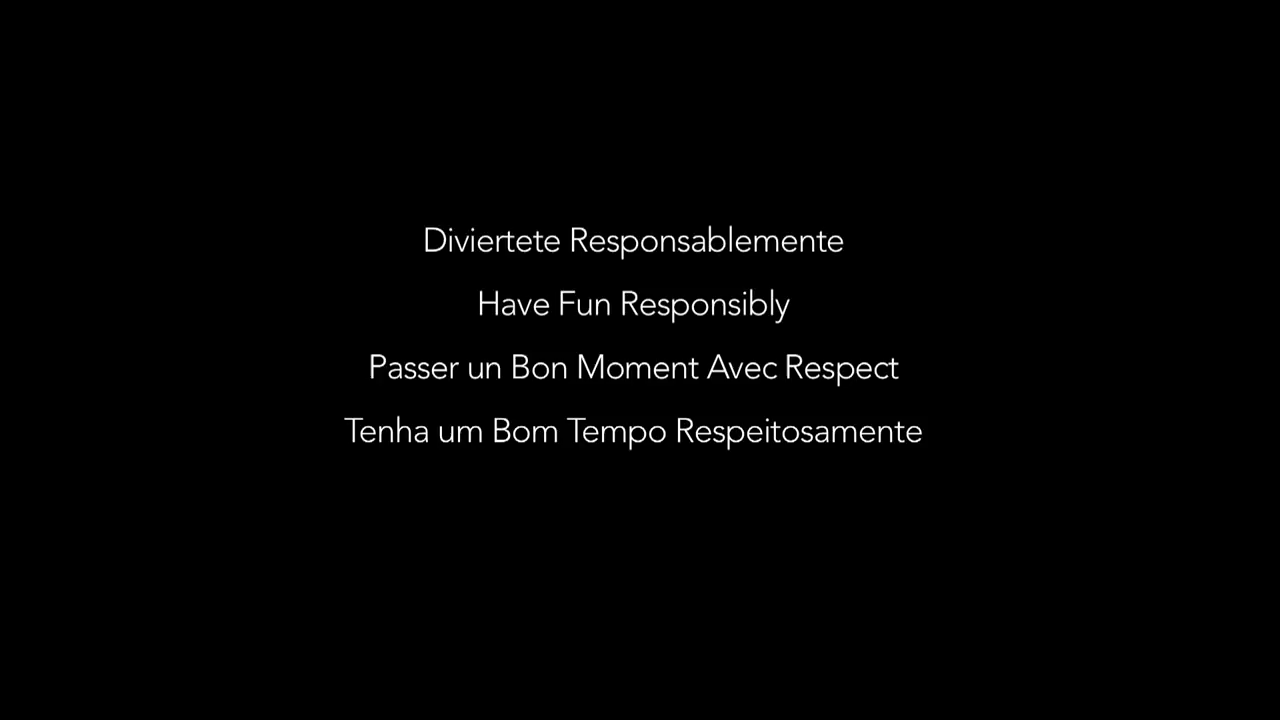 Diviertete Responsablemente
Have Fun Responsibly
Passer un Bon Moment Avec Respect
Tenha um Bom Tempo Respeitosamente